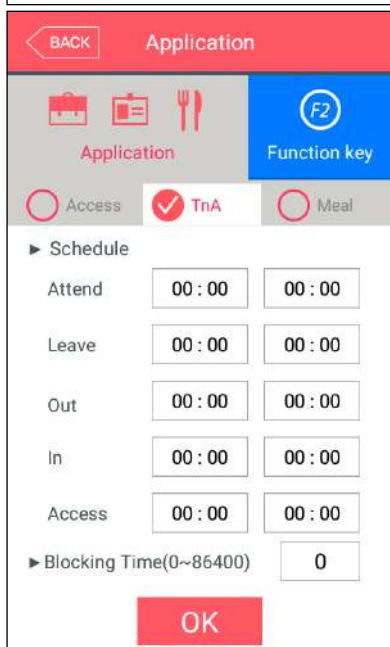 BACK Application
F2
Application Function key
Access TnA Meal
► Schedule
Attend 00 : 00 00 : 00
Leave 00 : 00 00 : 00
Out 00 : 00 00 : 00
In 00 : 00 00 : 00
Access 00 : 00 00 : 00
►Blocking Time(0~86400) 0
OK